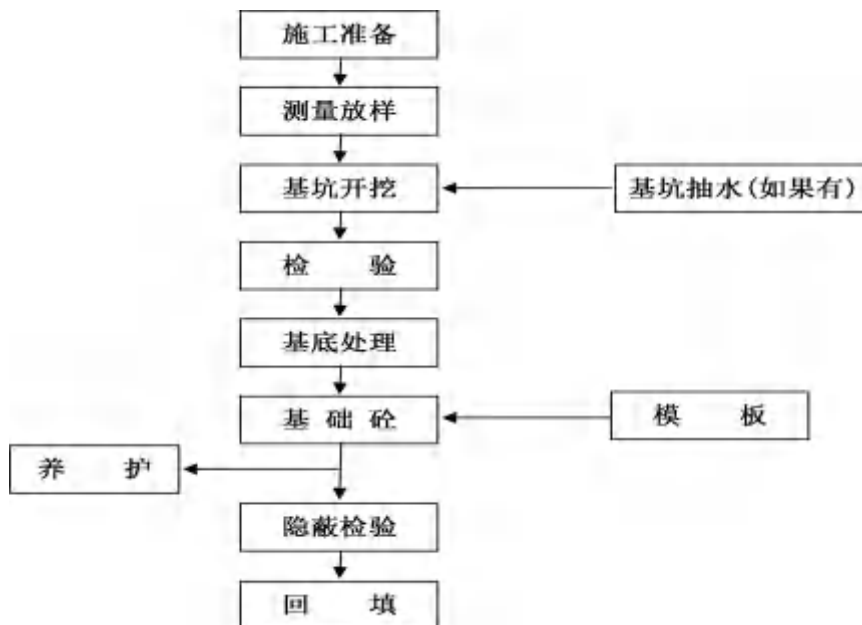 施工准备
测量放样
基坑开挖
基坑抽水(如果有)
检 验
基底处理
基础砼
模 板
养 护
隐蔽检验
回 填